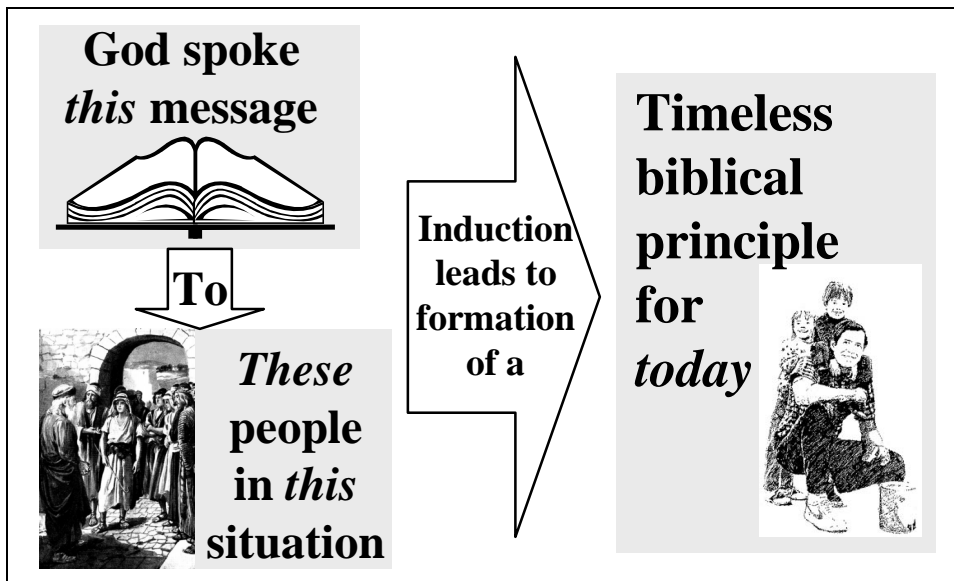 God spoke
this message
To
These
people
in this
situation
Induction
leads to
formation
of a
Timeless
biblical
principle
for
today